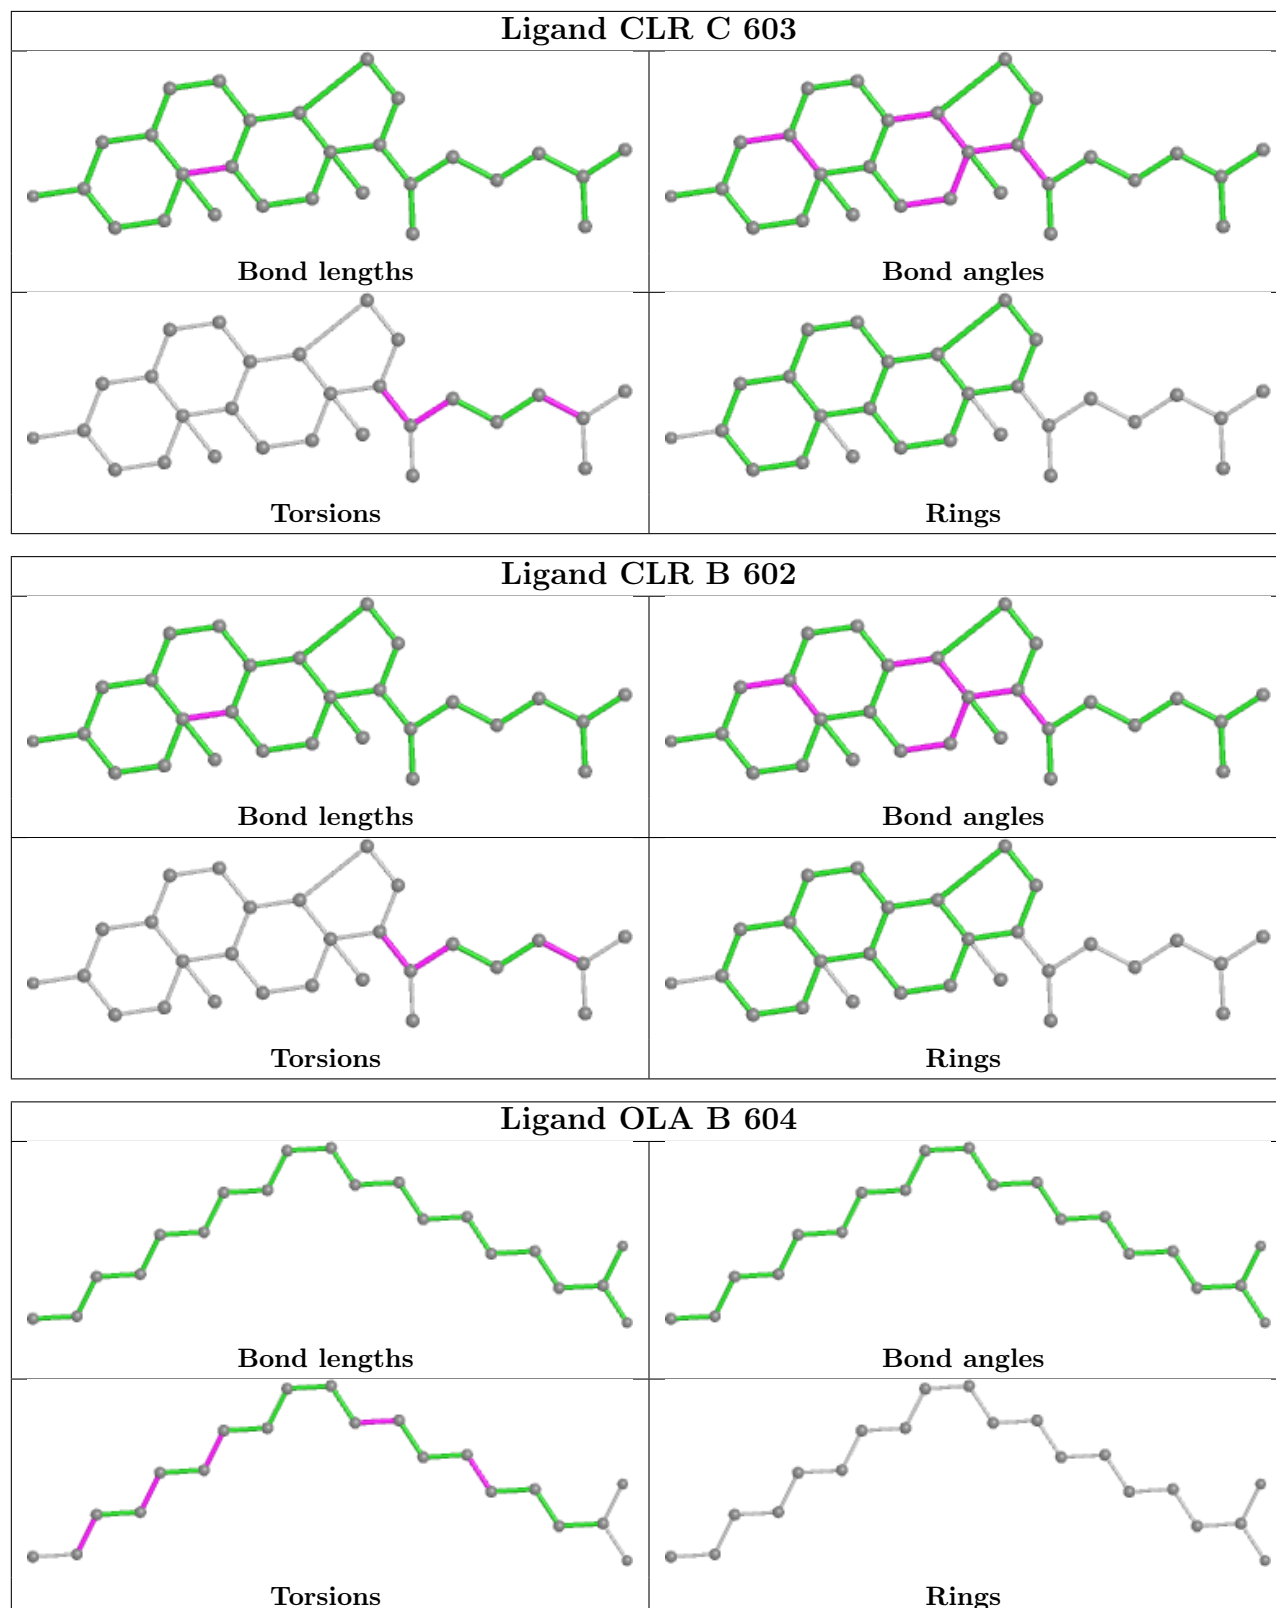 Ligand CLR C 603
Bond lengths
Bond angles
Torsions
Rings
Ligand CLR B 602
Bond lengths
Bond angles
Torsions
Rings
Ligand OLA B 604
Bond lengths
Bond angles
Torsions
Rings